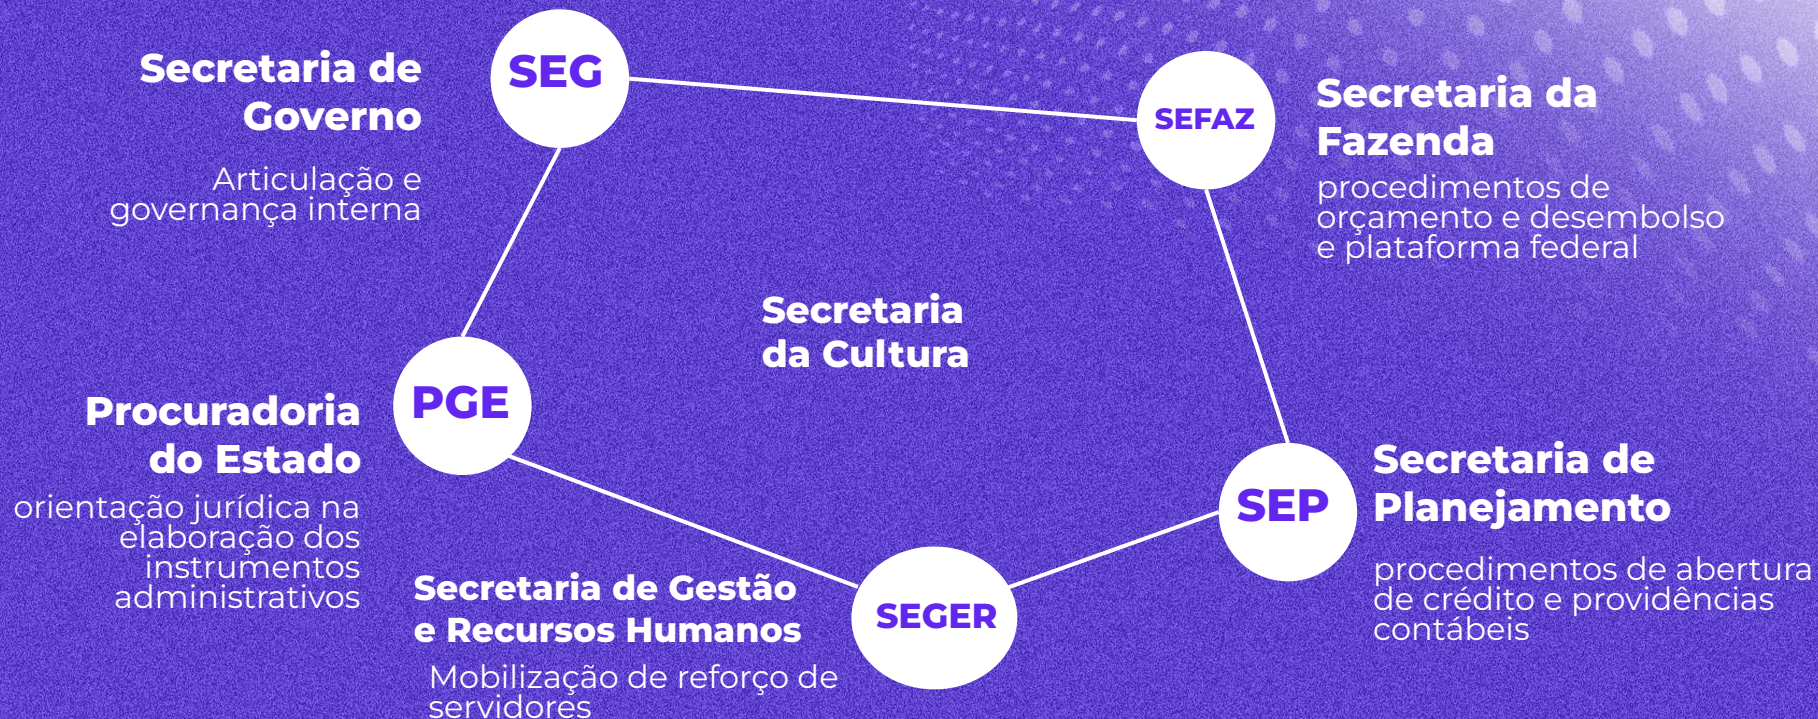 SEG
Secretaria de
Governo
Articulação e
governança interna
SEFAZ
Secretaria da
Fazenda
procedimentos de
orçamento e desembolso
e plataforma federal
Secretaria
da Cultura
PGE
Procuradoria
do Estado
orientação jurídica na
elaboração dos
instrumentos
administrativos
SEP
Secretaria de
Planejamento
procedimentos de abertura
de crédito e providências
contábeis
SEGER
Secretaria de Gestão
e Recursos Humanos
Mobilização de reforço de
servidores